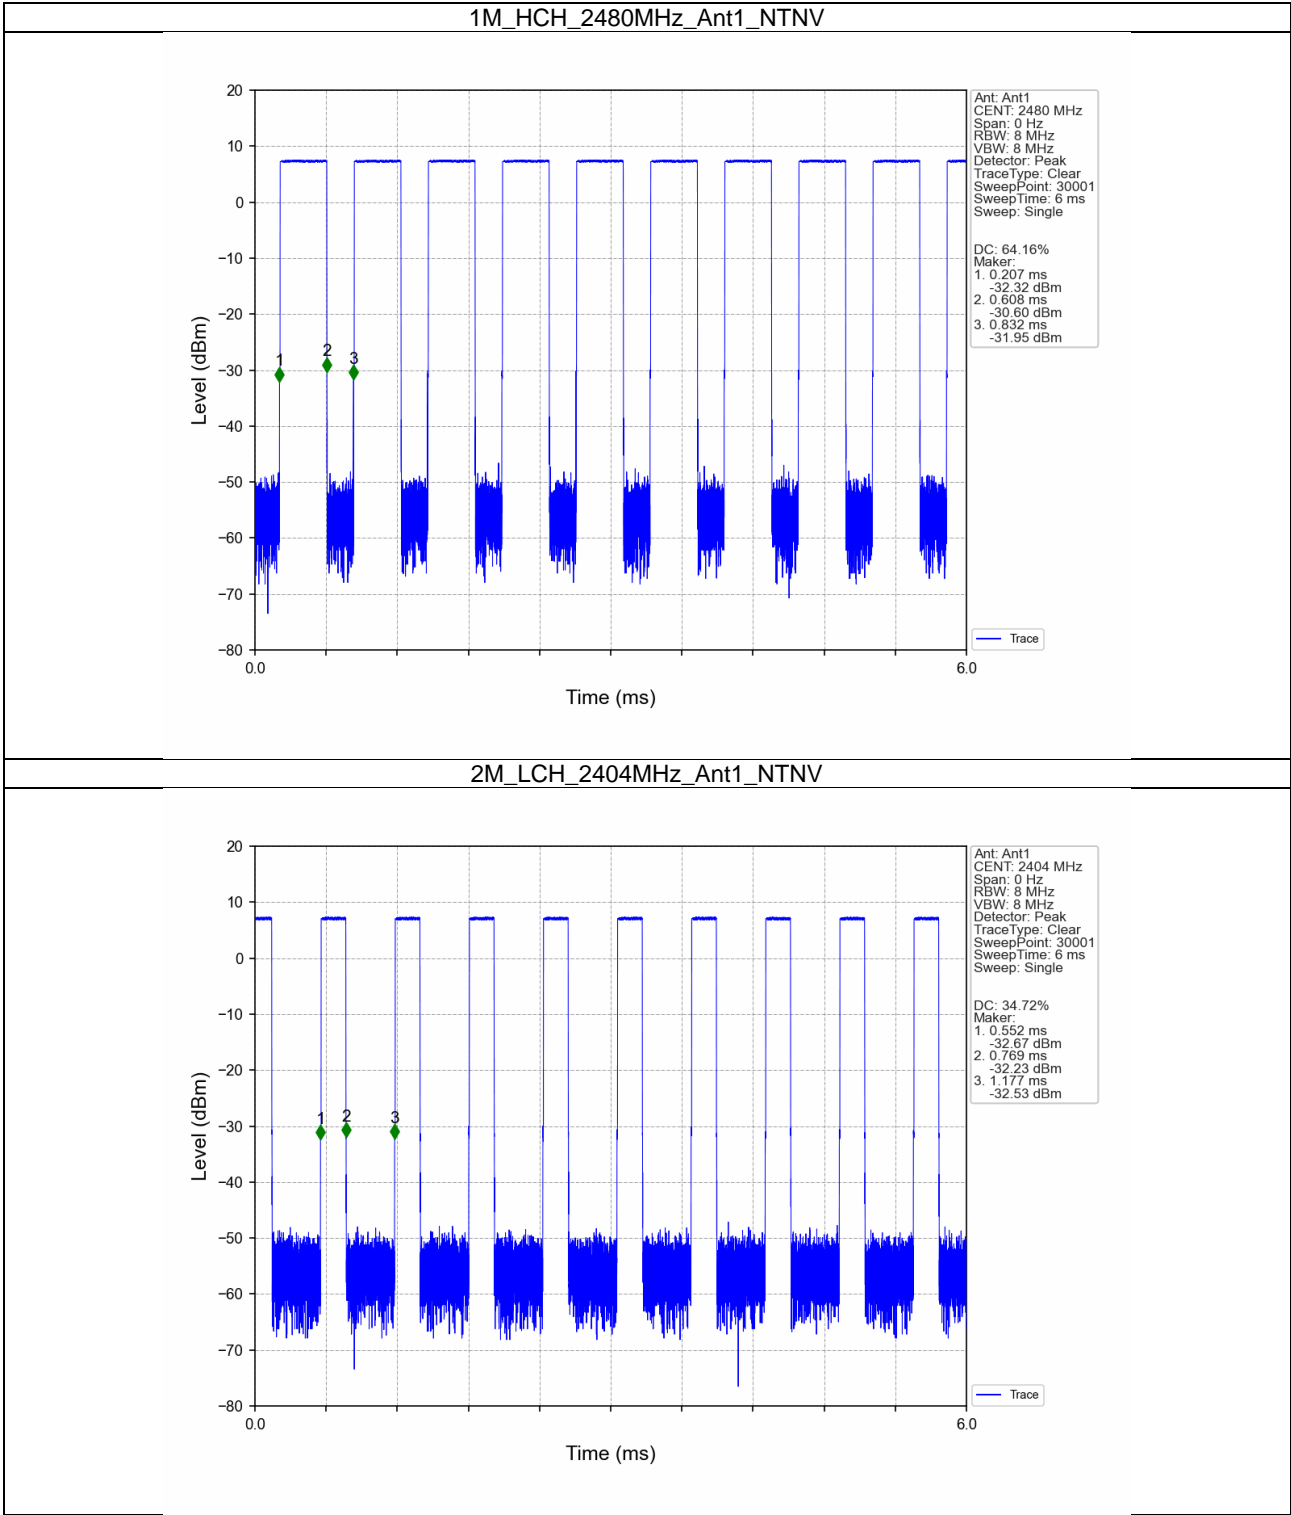 1M_HCH_2480MHz_Ant1_NTNV
20
10
0
−10
−20
−30
−40
−50
−60
−70
−80
Level (dBm)
1
2
3
0.0
6.0
Time (ms)
Ant: Ant1
CENT: 2480 MHz
Span: 0 Hz
RBW: 8 MHz
VBW: 8 MHz
Detector: Peak
TraceType: Clear
SweepPoint: 30001
SweepTime: 6 ms
Sweep: Single
DC: 64.16%
Maker:
1. 0.207 ms
-32.32 dBm
2. 0.608 ms
-30.60 dBm
3. 0.832 ms
-31.95 dBm
Trace
2M_LCH_2404MHz_Ant1_NTNV
20
10
0
−10
−20
−30
−40
−50
−60
−70
−80
Level (dBm)
1
2
3
0.0
6.0
Time (ms)
Ant: Ant1
CENT: 2404 MHz
Span: 0 Hz
RBW: 8 MHz
VBW: 8 MHz
Detector: Peak
TraceType: Clear
SweepPoint: 30001
SweepTime: 6 ms
Sweep: Single
DC: 34.72%
Maker:
1. 0.552 ms
-32.67 dBm
2. 0.769 ms
-32.23 dBm
3. 1.177 ms
-32.53 dBm
Trace